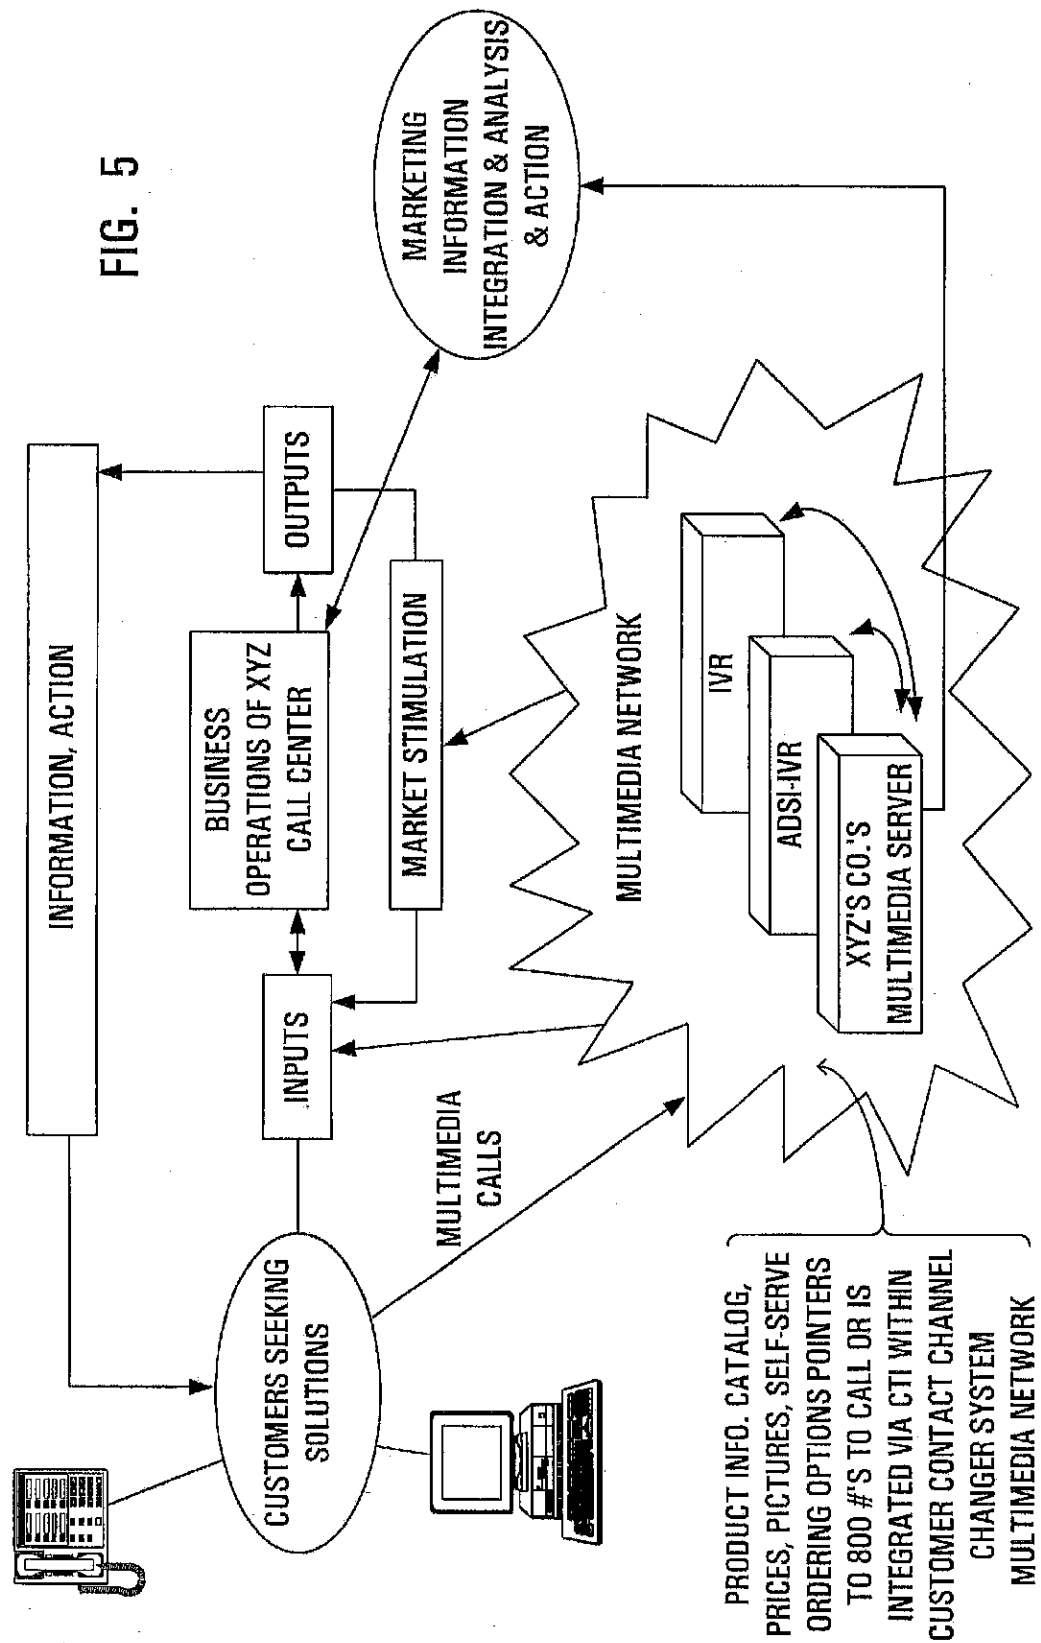 FIG. 5
INFORMATION, ACTION
BUSINESS
OPERATIONS OF XYZ
CALL CENTER
INPUTS
OUTPUTS
MARKET STIMULATION
MARKETING
INFORMATION
INTEGRATION & ANALYSIS
& ACTION
CUSTOMERS SEEKING
SOLUTIONS
MULTIMEDIA
CALLS
MULTIMEDIA NETWORK
IVR
ADSI-IVR
XYZ'S CO.'S
MULTIMEDIA SERVER
PRODUCT INFO. CATALOG,
PRICES, PICTURES, SELF-SERVE
ORDERING OPTIONS POINTERS
TO 800 #'S TO CALL OR IS
INTEGRATED VIA CTI WITHIN
CUSTOMER CONTACT CHANNEL
CHANGER SYSTEM
MULTIMEDIA NETWORK